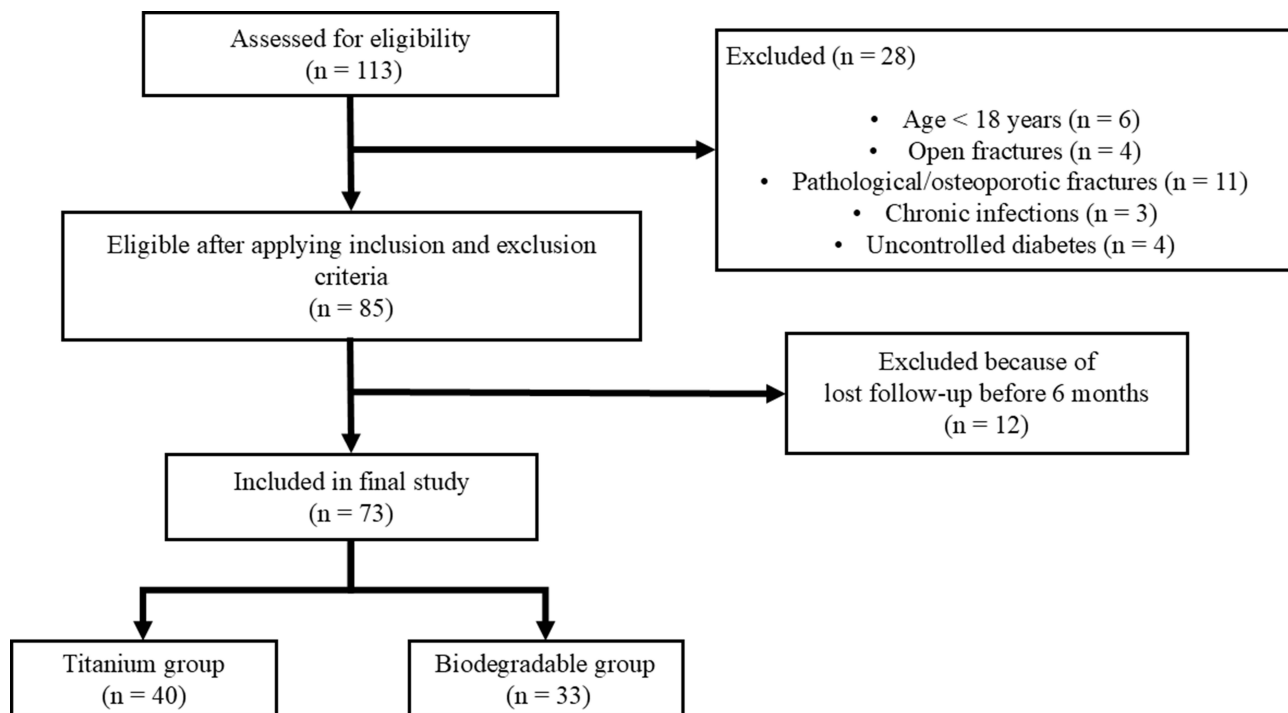 Assessed for eligibility
(n = 113)
Excluded (n = 28)
• Age < 18 years (n = 6)
• Open fractures (n = 4)
• Pathological/osteoporotic fractures (n = 11)
• Chronic infections (n = 3)
• Uncontrolled diabetes (n = 4)
Eligible after applying inclusion and exclusion
criteria
(n = 85)
Excluded because of
lost follow-up before 6 months
(n = 12)
Included in final study
(n = 73)
Titanium group
(n = 40)
Biodegradable group
(n = 33)